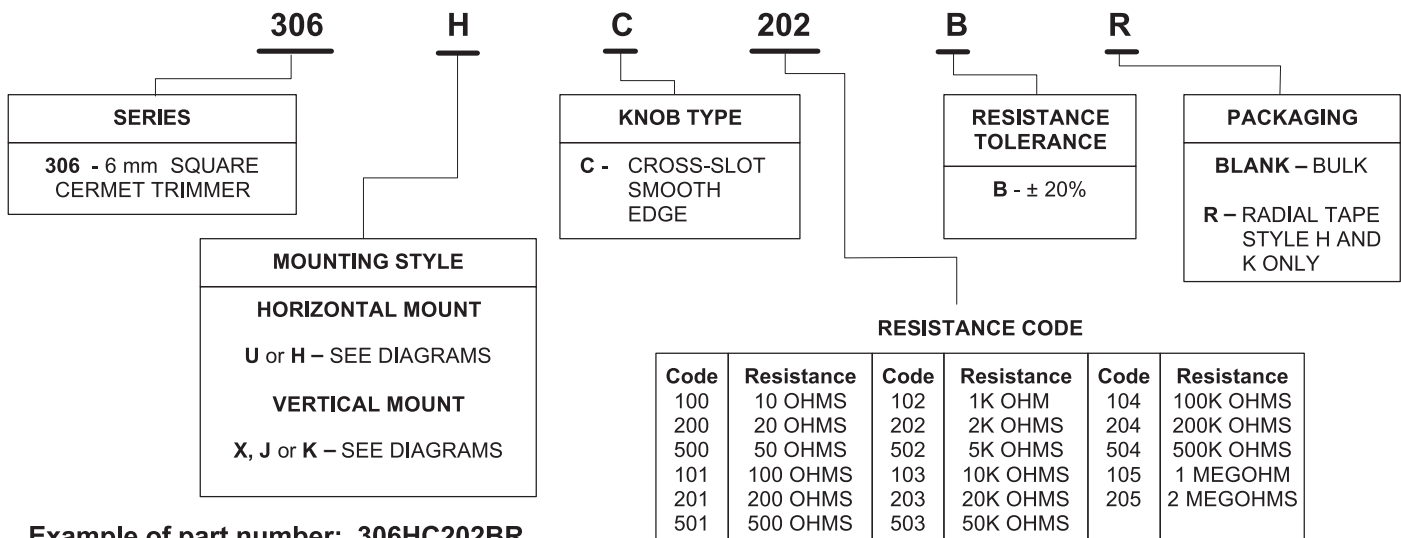 306 H C 202 B R
SERIES
306 - 6 mm SQUARE
CERMET TRIMMER
MOUNTING STYLE
HORIZONTAL MOUNT
U or H – SEE DIAGRAMS
VERTICAL MOUNT
X, J or K – SEE DIAGRAMS
KNOB TYPE
C - CROSS-SLOT
SMOOTH
EDGE
RESISTANCE
TOLERANCE
B - ± 20%
PACKAGING
BLANK – BULK
R – RADIAL TAPE
STYLE H AND
K ONLY
RESISTANCE CODE
Code Resistance Code Resistance Code Resistance
100 10 OHMS 102 1K OHM 104 100K OHMS
200 20 OHMS 202 2K OHMS 204 200K OHMS
500 50 OHMS 502 5K OHMS 504 500K OHMS
101 100 OHMS 103 10K OHMS 105 1 MEGOHM
201 200 OHMS 203 20K OHMS 205 2 MEGOHMS
501 500 OHMS 503 50K OHMS
Example of part number: 306HC202BR